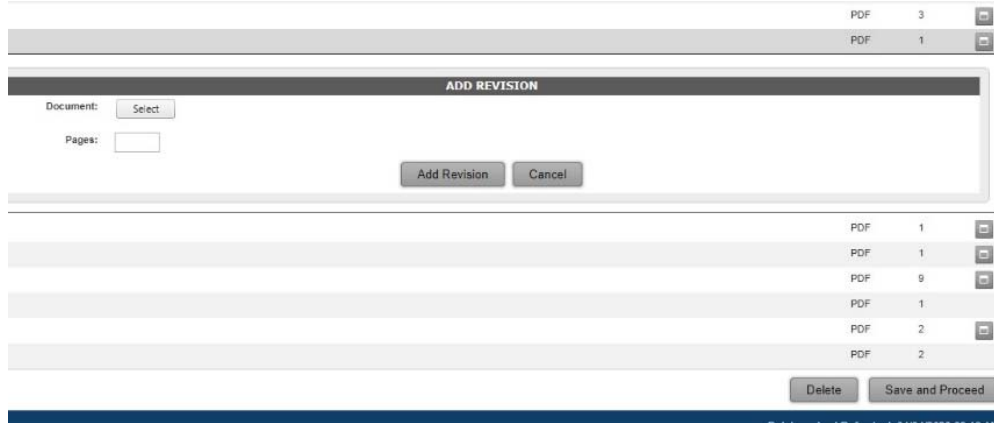 PDF 3
PDF 1
ADD REVISION
Document: Select
Pages:
Add Revision Cancel
PDF 1
PDF 1
PDF 9
PDF 1
PDF 2
PDF 2
Delete Save and Proceed